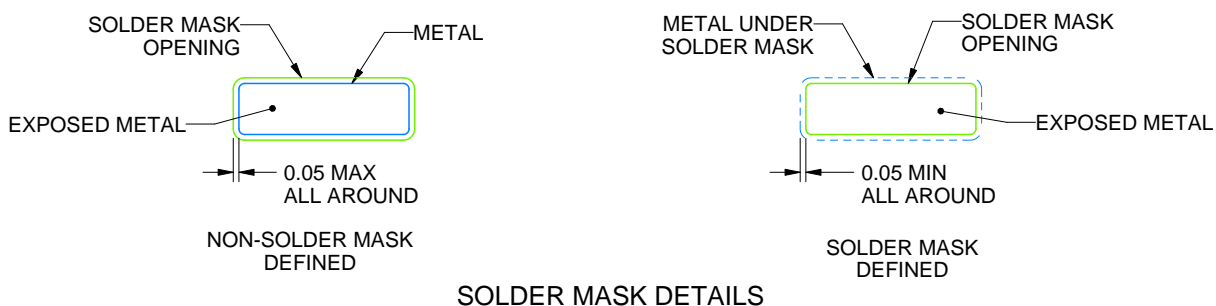 SOLDER MASK
OPENING
METAL
EXPOSED METAL
0.05 MAX
ALL AROUND
NON-SOLDER MASK
DEFINED
METAL UNDER
SOLDER MASK
SOLDER MASK
OPENING
EXPOSED METAL
0.05 MIN
ALL AROUND
SOLDER MASK
DEFINED
SOLDER MASK DETAILS